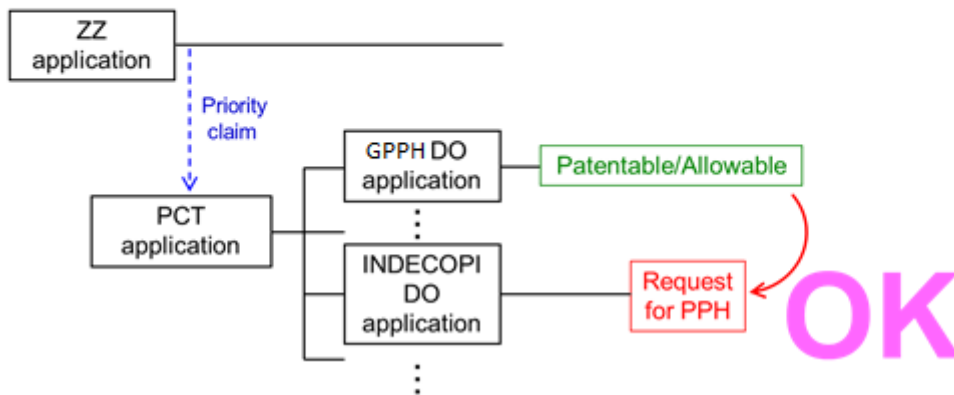 ZZ
application
Priority
claim
GPPH DO
application
Patentable/Allowable
PCT
application
INDECOPI
DO
application
Request
for PPH
OK